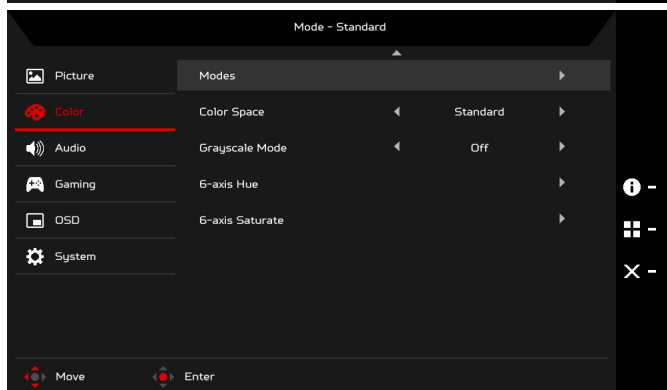 Mode - Standard
Picture
Modes
Color
Color Space Standard
Audio
Grayscale Mode Off
Gaming
6-axis Hue
OSD
6-axis Saturate
System
Move Enter